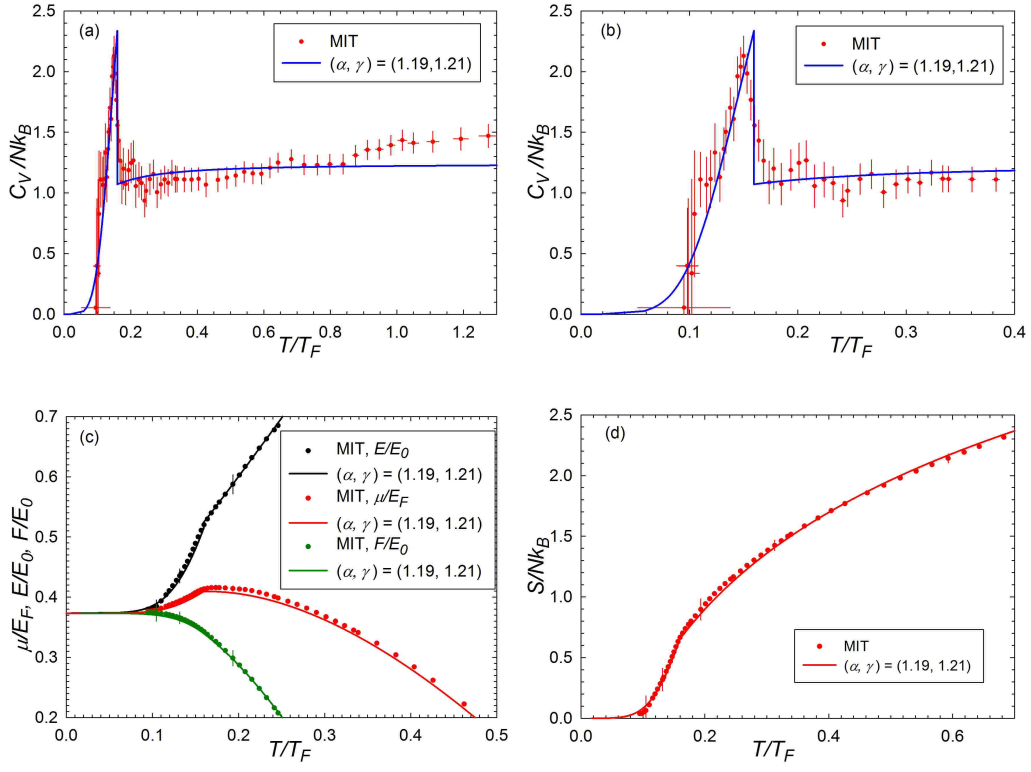 (a)
MIT
(α, γ) = (1.19,1.21)
2.5
2.0
1.5
1.0
0.5
0.0
C_V/Nk_B
0.0 0.2 0.4 0.6 0.8 1.0 1.2
T/T_F
(b)
MIT
(α, γ) = (1.19,1.21)
2.5
2.0
1.5
1.0
0.5
0.0
C_V/Nk_B
0.0 0.1 0.2 0.3 0.4
T/T_F
(c)
MIT, E/E_0
(α, γ) = (1.19, 1.21)
MIT, μ/E_F
(α, γ) = (1.19, 1.21)
MIT, F/E_0
(α, γ) = (1.19, 1.21)
0.7
0.6
0.5
0.4
0.3
0.2
μ/E_F, E/E_0, F/E_0
0.0 0.1 0.2 0.3 0.4 0.5
T/T_F
(d)
MIT
(α, γ) = (1.19, 1.21)
2.5
2.0
1.5
1.0
0.5
0.0
S/Nk_B
0.0 0.2 0.4 0.6
T/T_F